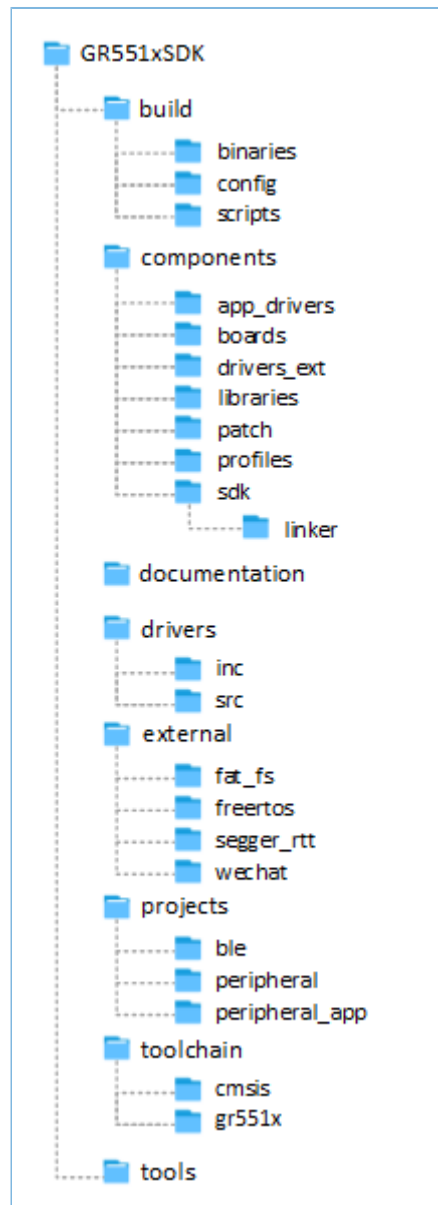 GR551xSDK
build
binaries
config
scripts
components
app_drivers
boards
drivers_ext
libraries
patch
profiles
sdk
linker
documentation
drivers
inc
src
external
fat_fs
freertos
segger_rtt
wechat
projects
ble
peripheral
peripheral_app
toolchain
cmsis
gr551x
tools